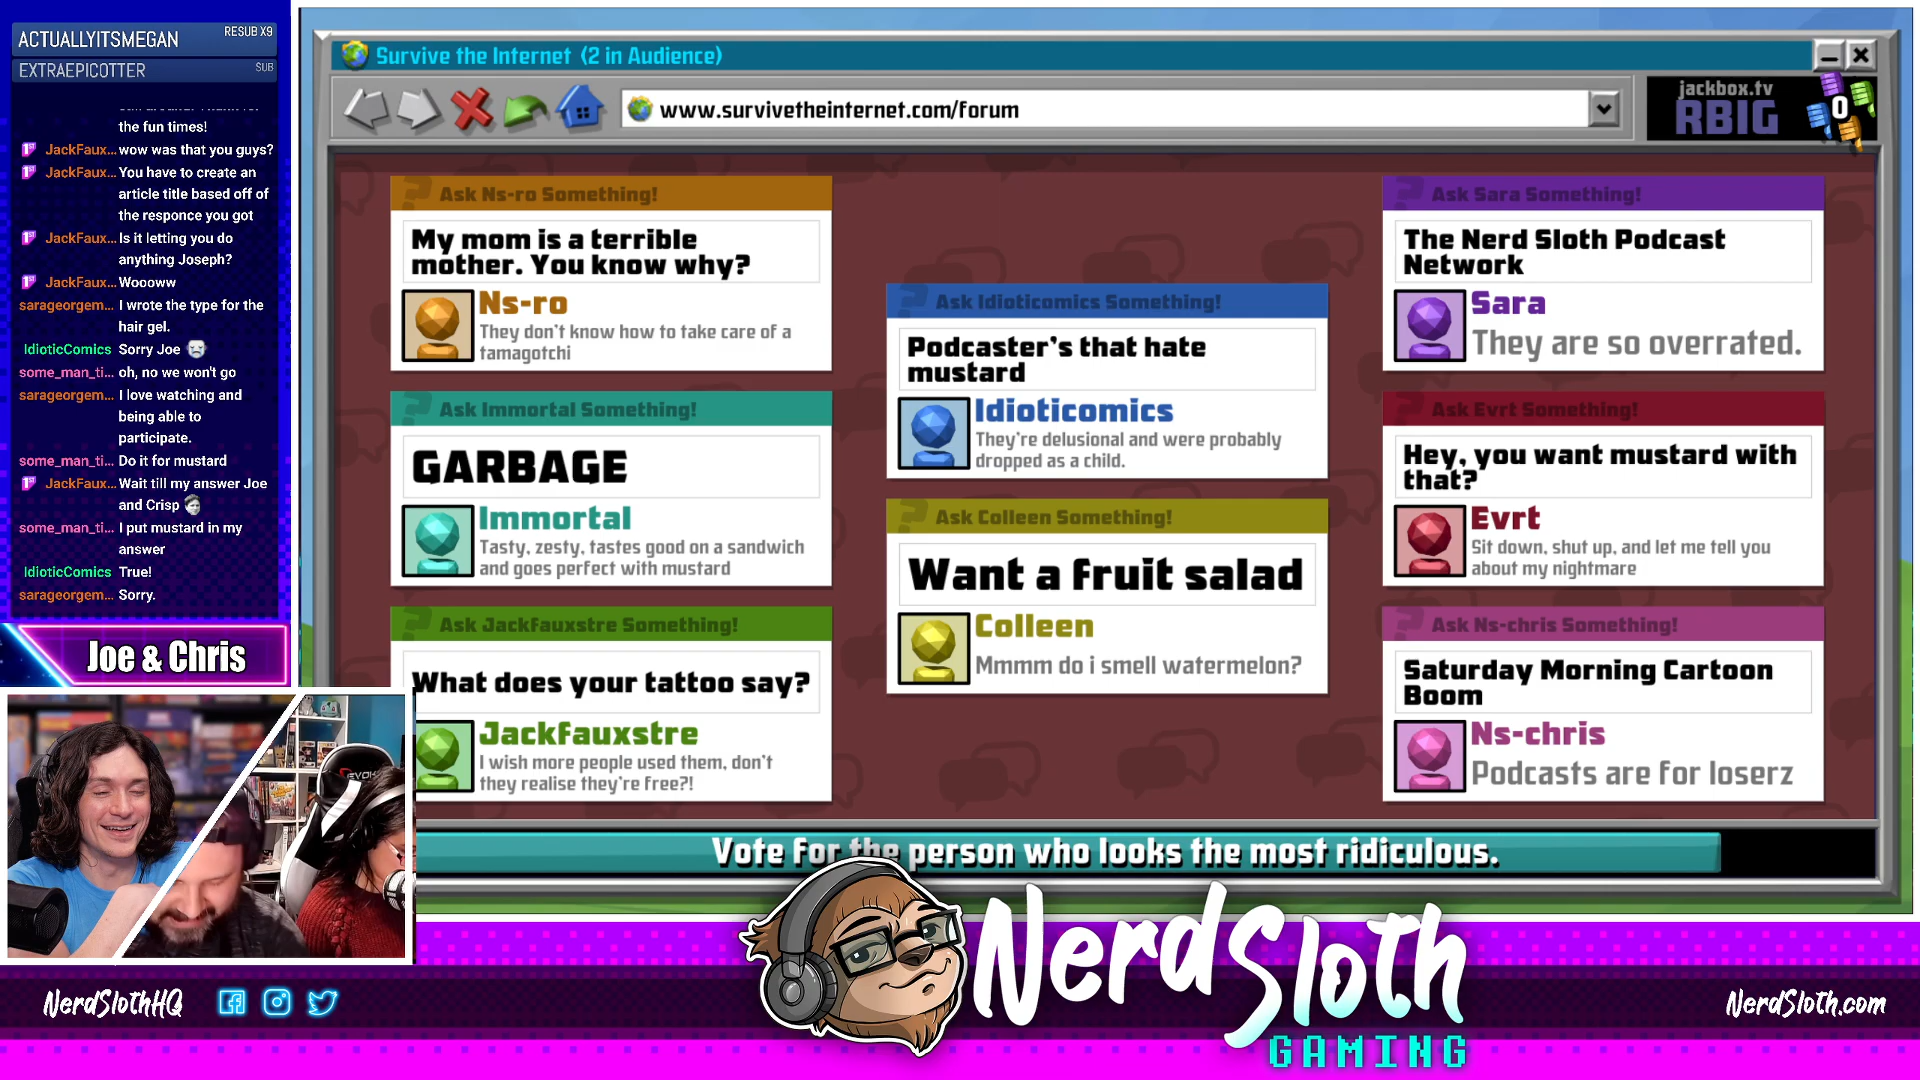 ACTUALLYITSMEGAN
RESUB X9
EXTRAEPICOTTER
SUB
the fun times!
JackFaux... wow was that you guys?
JackFaux... You have to create an
article title based off of
the responce you got
JackFaux... Is it letting you do
anything Joseph?
JackFaux... Woooww
sarageorgem... I wrote the type for the
hair gel.
IdioticComics Sorry Joe
some_man_ti... oh, no we won't go
sarageorgem... I love watching and
being able to
participate.
some_man_ti... Do it for mustard
JackFaux... Wait till my answer Joe
and Crisp
some_man_ti... I put mustard in my
answer
IdioticComics True!
sarageorgem... Sorry.
Joe & Chris
Survive the Internet (2 in Audience)
www.survivetheinternet.com/forum
jackbox.tv
RBIG
0
Ask Ns-ro Something!
My mom is a terrible
mother. You know why?
Ns-ro
They don't know how to take care of a
tamagotchi
Ask Immortal Something!
GARBAGE
Immortal
Tasty, zesty, tastes good on a sandwich
and goes perfect with mustard
Ask Jackfauxstre Something!
What does your tattoo say?
Jackfauxstre
I wish more people used them, don't
they realise they're free?!
Ask Idioticomics Something!
Podcaster's that hate
mustard
Idioticomics
They're delusional and were probably
dropped as a child.
Ask Colleen Something!
Want a fruit salad
Colleen
Mmmm do i smell watermelon?
Ask Sara Something!
The Nerd Sloth Podcast
Network
Sara
They are so overrated.
Ask Evrt Something!
Hey, you want mustard with
that?
Evrt
Sit down, shut up, and let me tell you
about my nightmare
Ask Ns-chris Something!
Saturday Morning Cartoon
Boom
Ns-chris
Podcasts are for loserz
Vote for the person who looks the most ridiculous.
NerdSloth
GAMING
NerdSlothHQ
NerdSloth.com